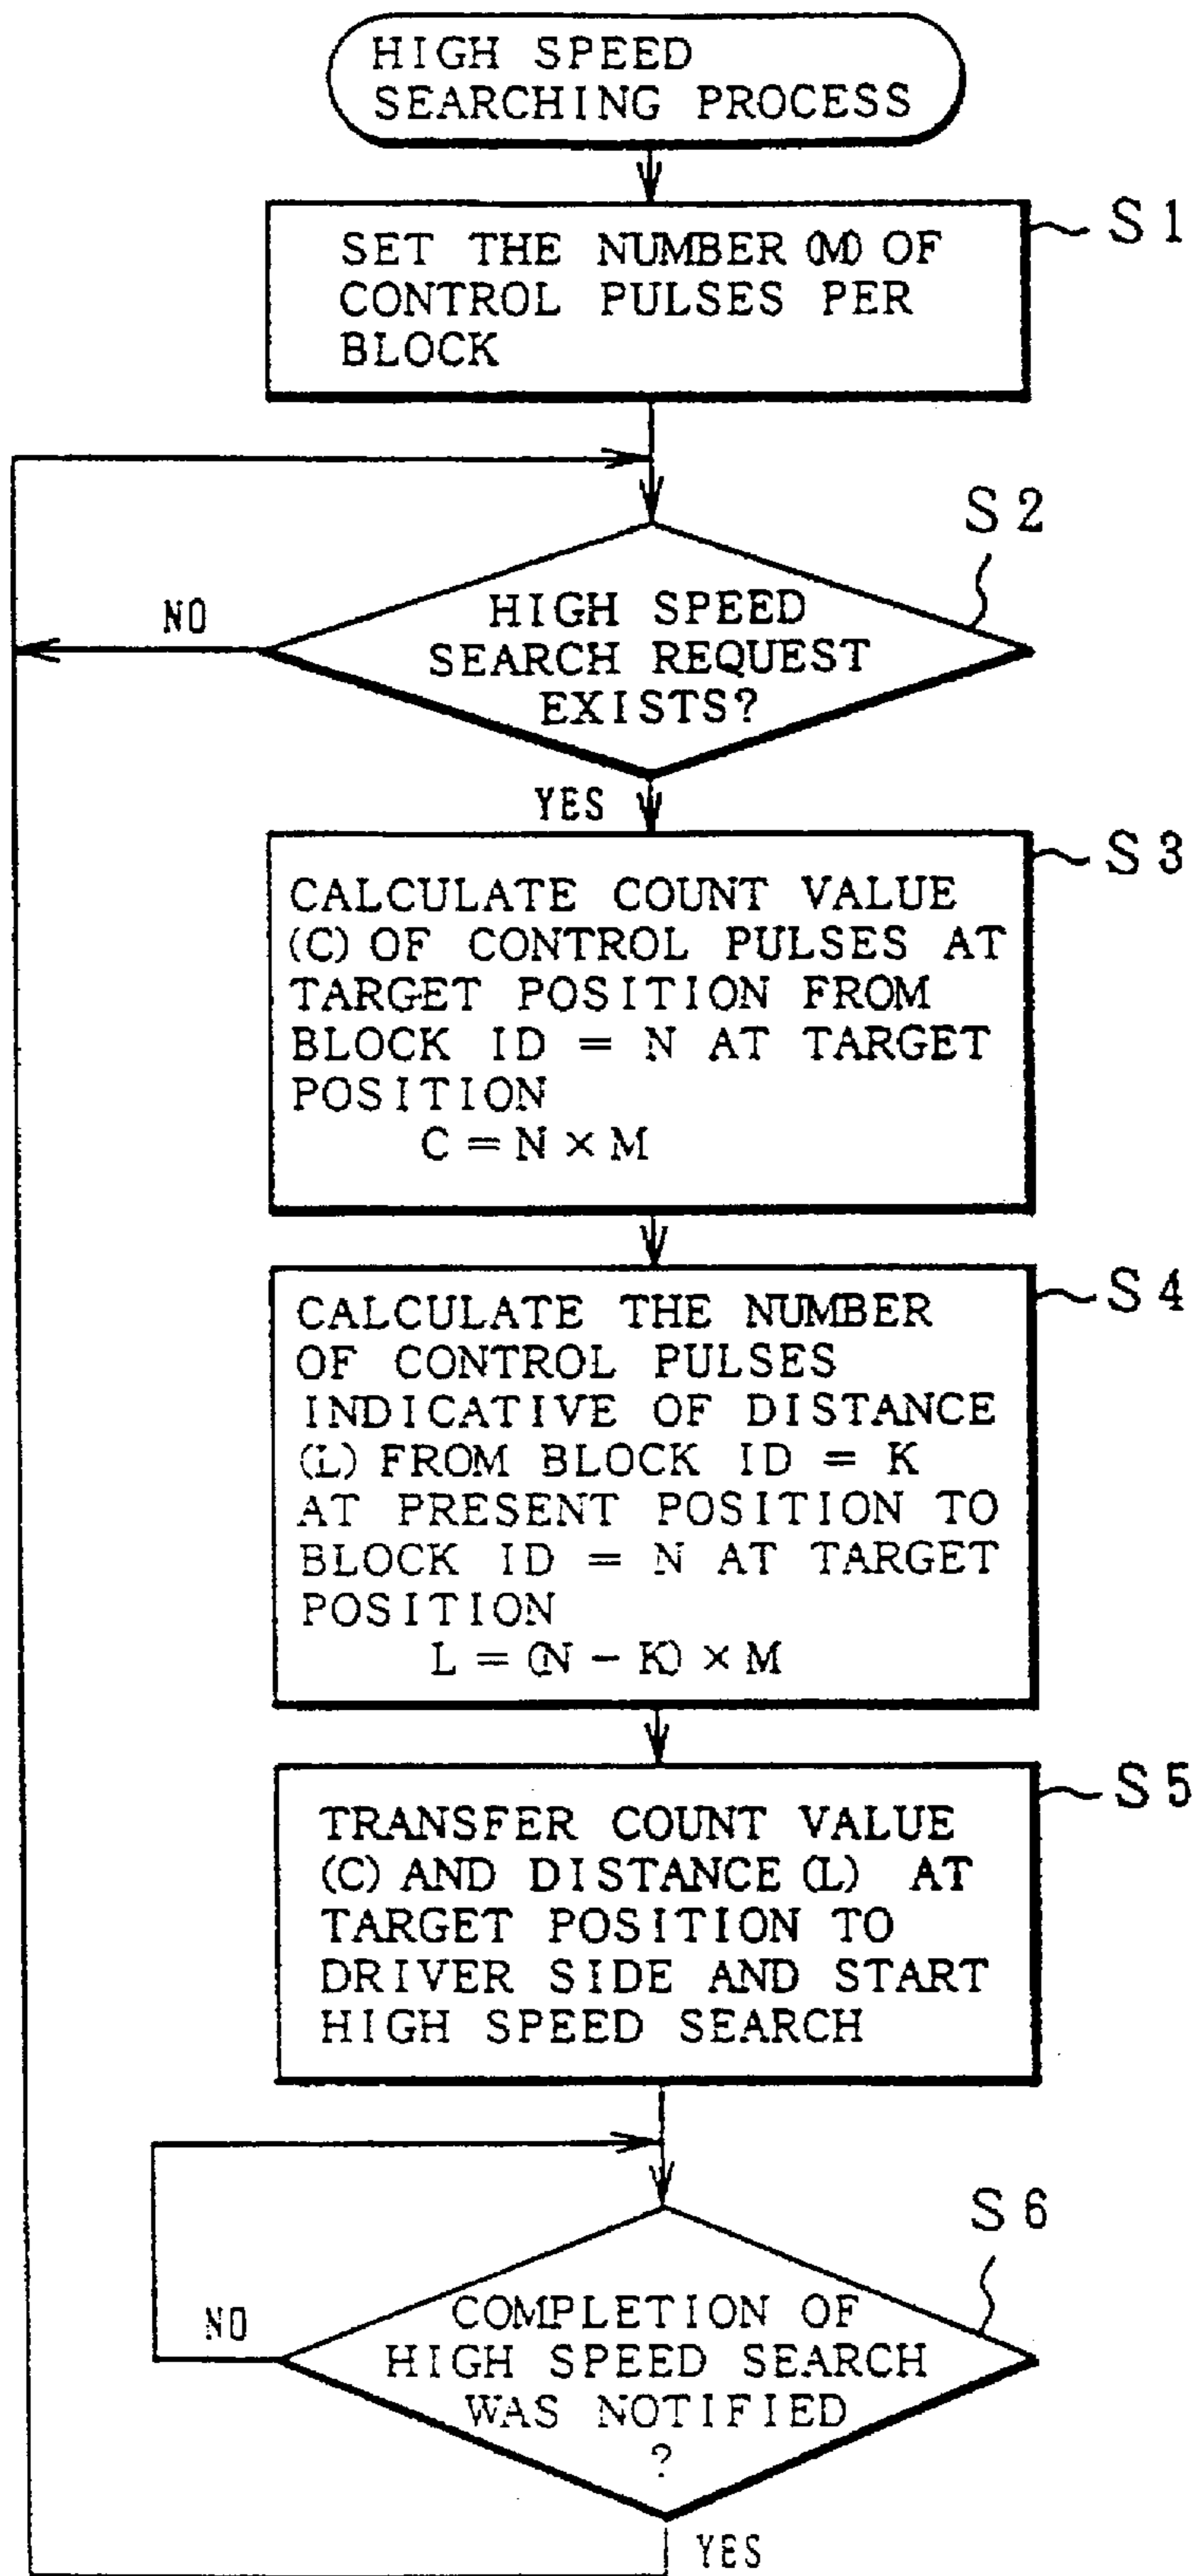 HIGH SPEED
SEARCHING PROCESS
S1
SET THE NUMBER (M) OF
CONTROL PULSES PER
BLOCK
S2
NO
HIGH SPEED
SEARCH REQUEST
EXISTS?
YES
S3
CALCULATE COUNT VALUE
(C) OF CONTROL PULSES AT
TARGET POSITION FROM
BLOCK ID = N AT TARGET
POSITION
C = N × M
S4
CALCULATE THE NUMBER
OF CONTROL PULSES
INDICATIVE OF DISTANCE
(L) FROM BLOCK ID = K
AT PRESENT POSITION TO
BLOCK ID = N AT TARGET
POSITION
L = (N - K) × M
S5
TRANSFER COUNT VALUE
(C) AND DISTANCE (L) AT
TARGET POSITION TO
DRIVER SIDE AND START
HIGH SPEED SEARCH
S6
NO
COMPLETION OF
HIGH SPEED SEARCH
WAS NOTIFIED
?
YES